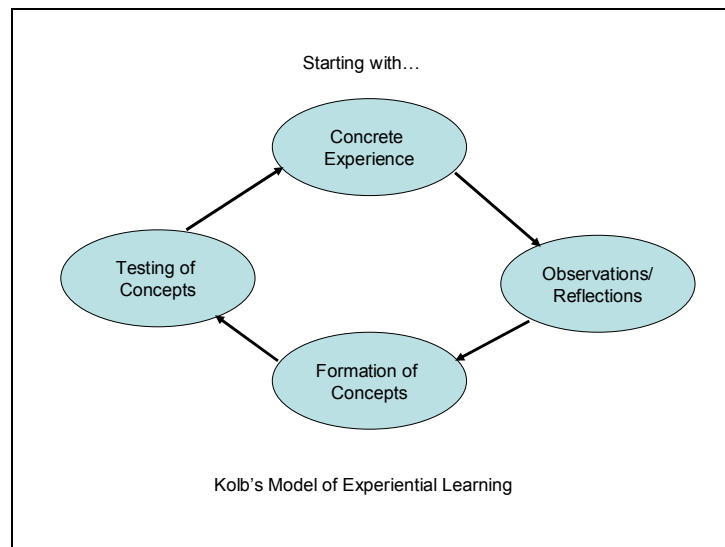 Starting with…
Concrete
Experience
Observations/
Reflections
Formation of
Concepts
Testing of
Concepts
Kolb’s Model of Experiential Learning